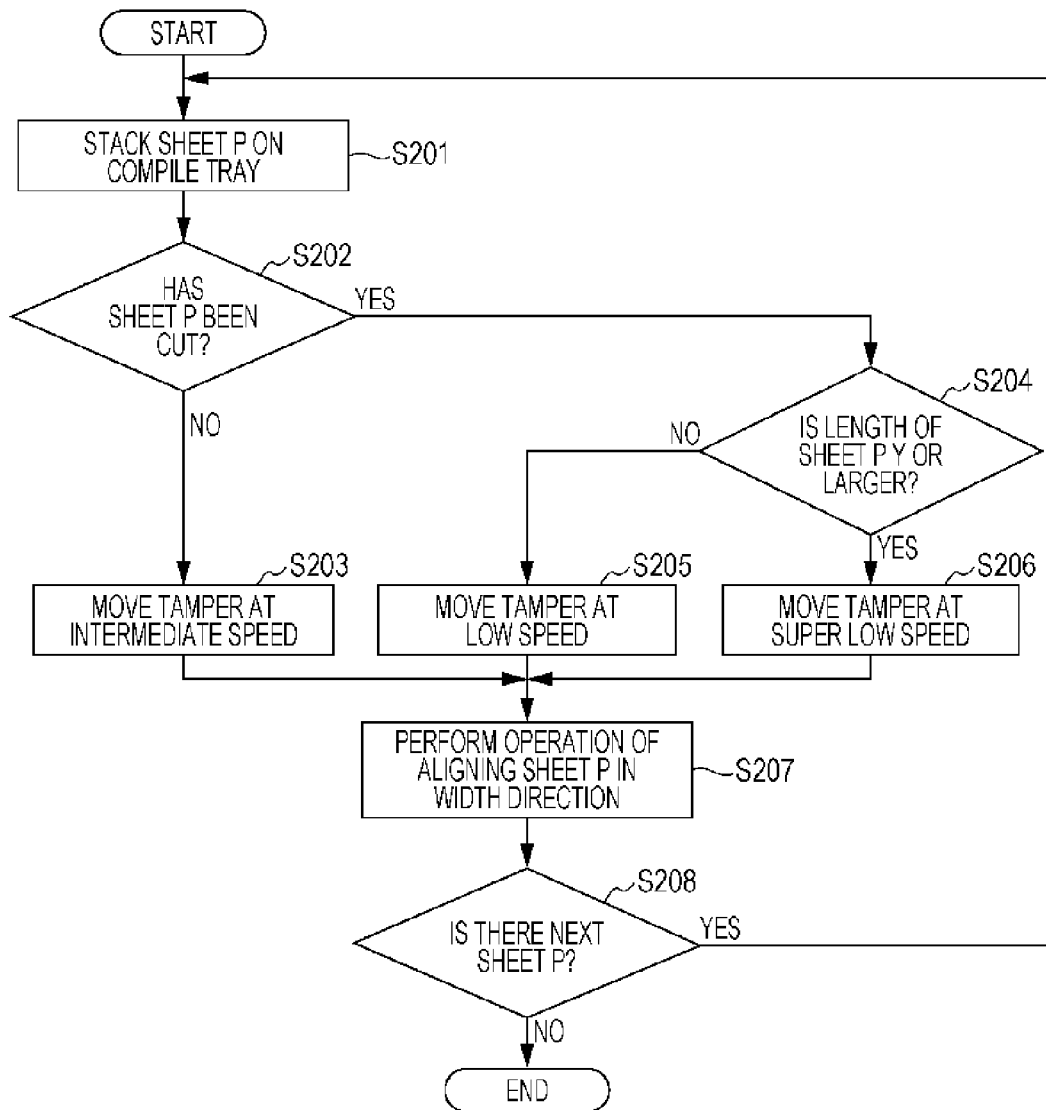 START
STACK SHEET P ON
COMPILE TRAY
S201
S202
HAS
SHEET P BEEN
CUT?
YES
NO
S204
IS LENGTH OF
SHEET P Y OR
LARGER?
NO
YES
S203
MOVE TAMPER AT
INTERMEDIATE SPEED
S205
MOVE TAMPER AT
LOW SPEED
S206
MOVE TAMPER AT
SUPER LOW SPEED
PERFORM OPERATION OF
ALIGNING SHEET P IN
WIDTH DIRECTION
S207
S208
IS THERE NEXT
SHEET P?
YES
NO
END